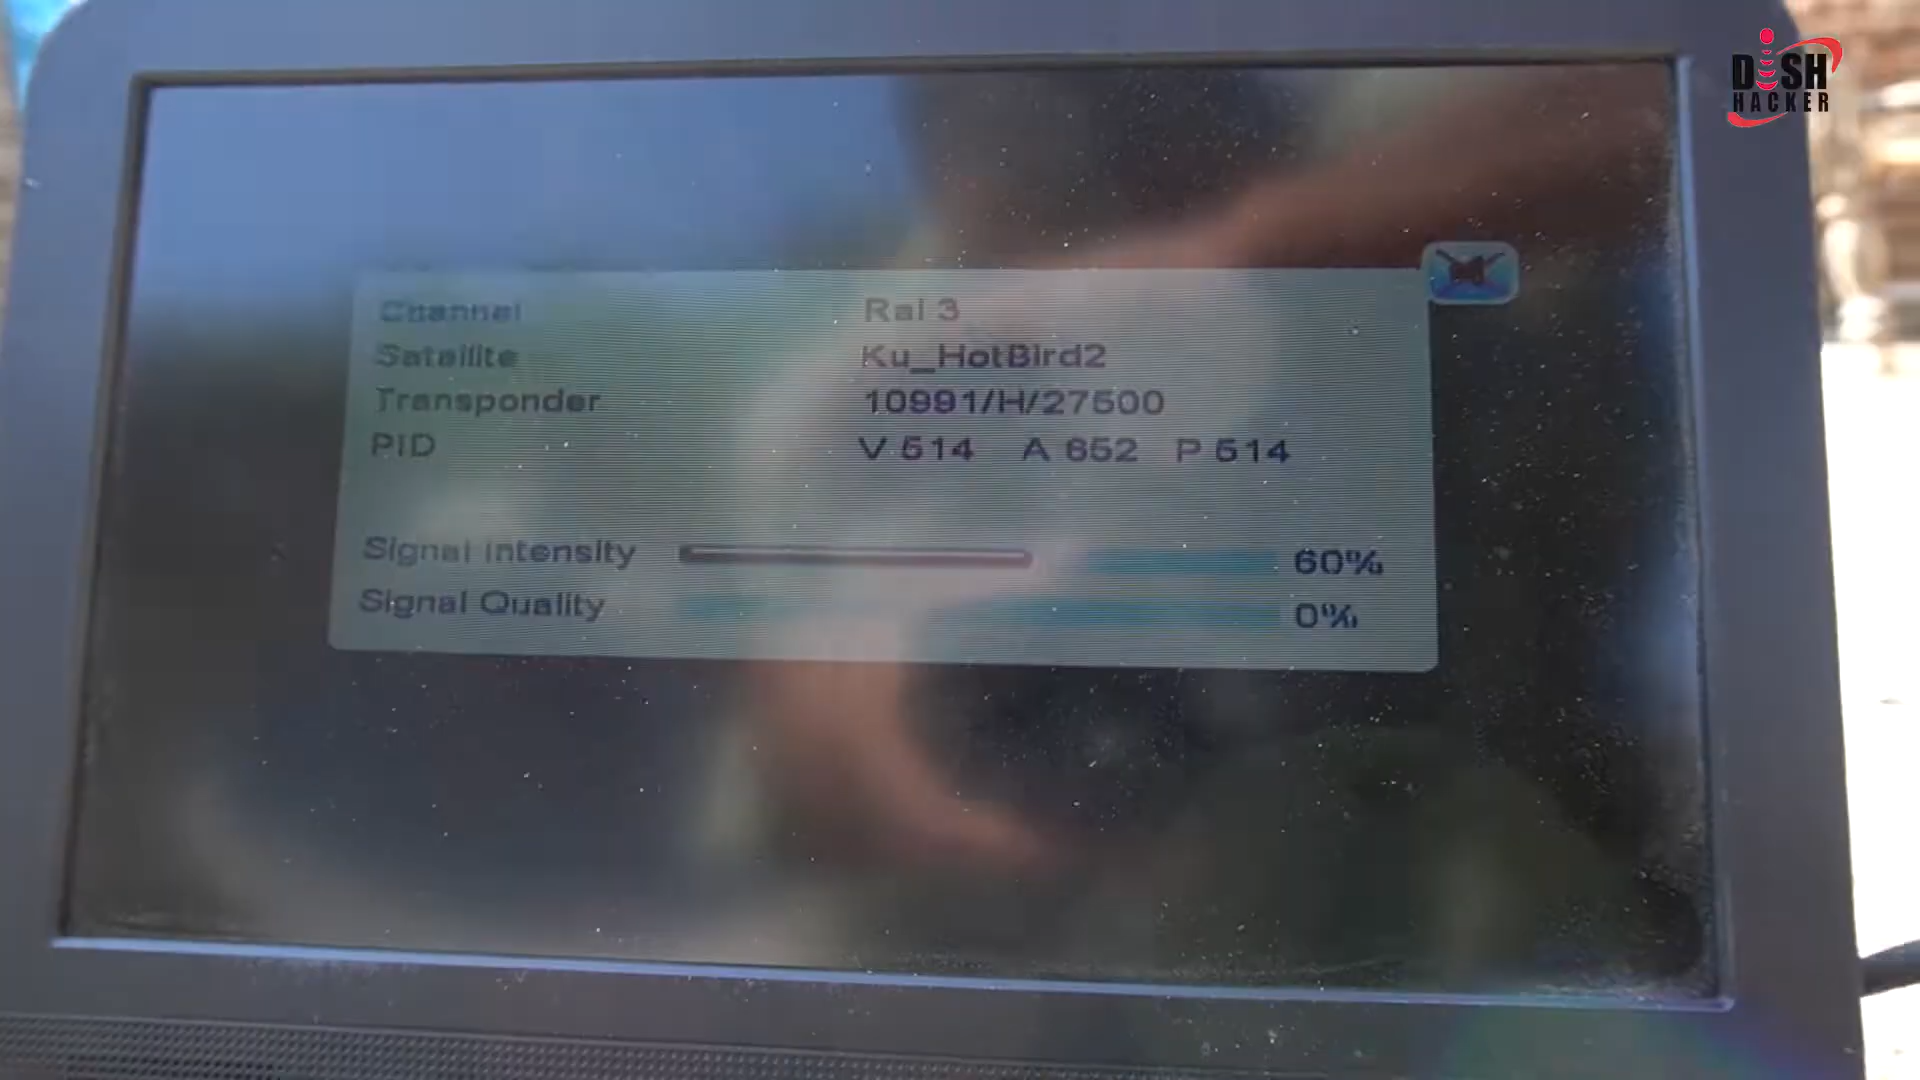 DiSH
HACKER
Channel Rai 3
Satellite Ku_HotBird2
Transponder 10991/H/27500
PID V 514 A 652 P 514
Signal Intensity 60%
Signal Quality 0%